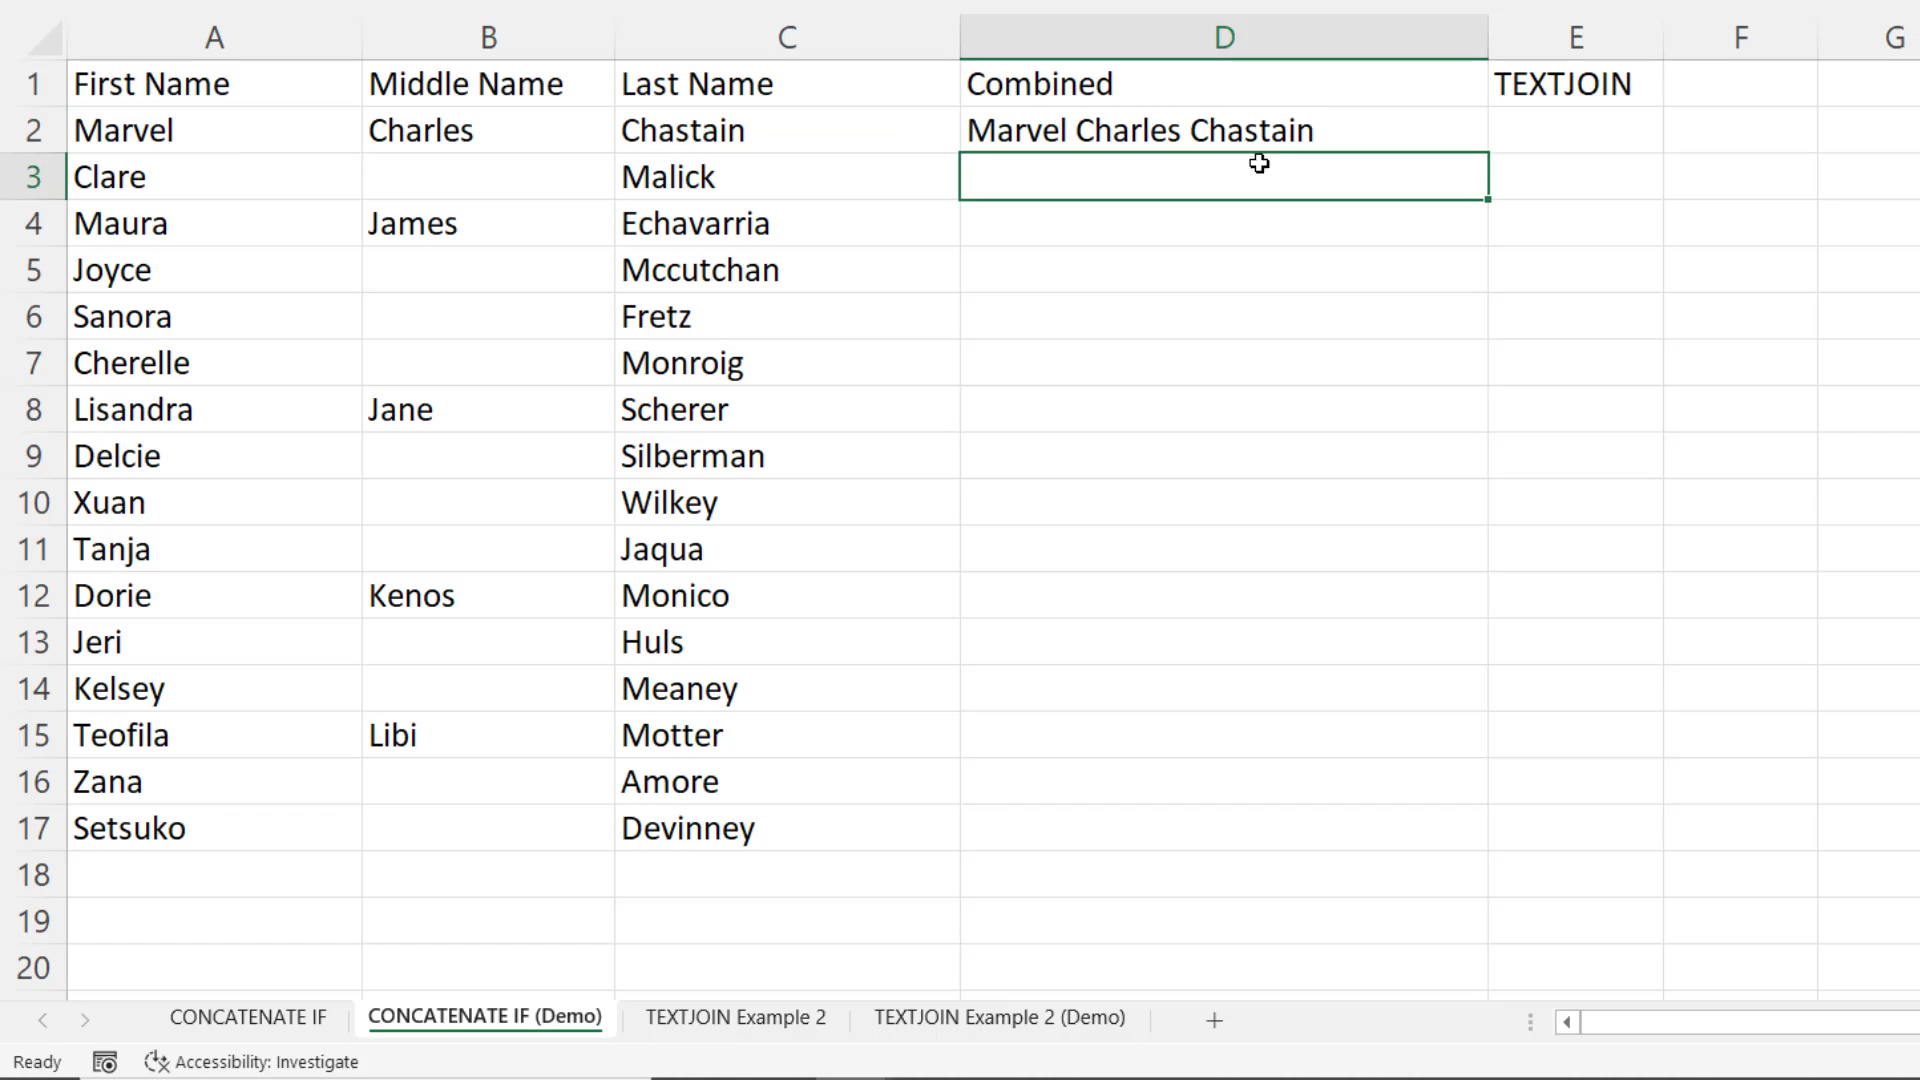 A B C D E F G
1 First Name Middle Name Last Name Combined TEXTJOIN
2 Marvel Charles Chastain Marvel Charles Chastain
3 Clare Malick
4 Maura James Echavarria
5 Joyce Mccutchan
6 Sanora Fretz
7 Cherelle Monroig
8 Lisandra Jane Scherer
9 Delcie Silberman
10 Xuan Wilkey
11 Tanja Jaqua
12 Dorie Kenos Monico
13 Jeri Huls
14 Kelsey Meaney
15 Teofila Libi Motter
16 Zana Amore
17 Setsuko Devinney
18
19
20
CONCATENATE IF CONCATENATE IF (Demo) TEXTJOIN Example 2 TEXTJOIN Example 2 (Demo)
Ready Accessibility: Investigate